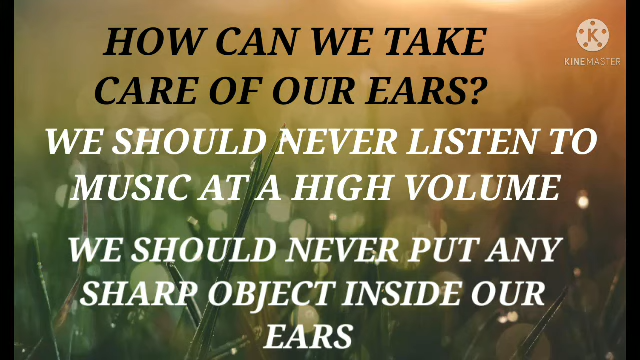 HOW CAN WE TAKE
CARE OF OUR EARS?
WE SHOULD NEVER LISTEN TO
MUSIC AT A HIGH VOLUME
WE SHOULD NEVER PUT ANY
SHARP OBJECT INSIDE OUR
EARS
K
KINEMASTER